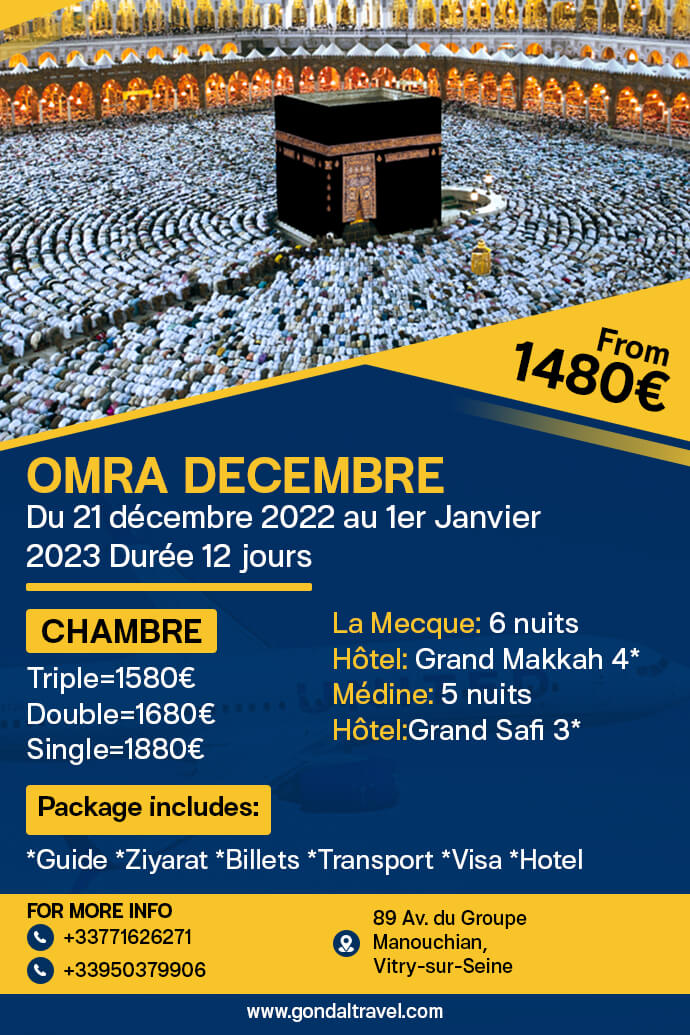 From
1480€
OMRA DECEMBRE
Du 21 décembre 2022 au 1er Janvier
2023 Durée 12 jours
CHAMBRE
Triple=1580€
Double=1680€
Single=1880€
La Mecque: 6 nuits
Hôtel: Grand Makkah 4*
Médine: 5 nuits
Hôtel:Grand Safi 3*
Package includes:
*Guide *Ziyarat *Billets *Transport *Visa *Hotel
FOR MORE INFO
+33771626271
+33950379906
89 Av. du Groupe
Manouchian,
Vitry-sur-Seine
www.gondaltravel.com